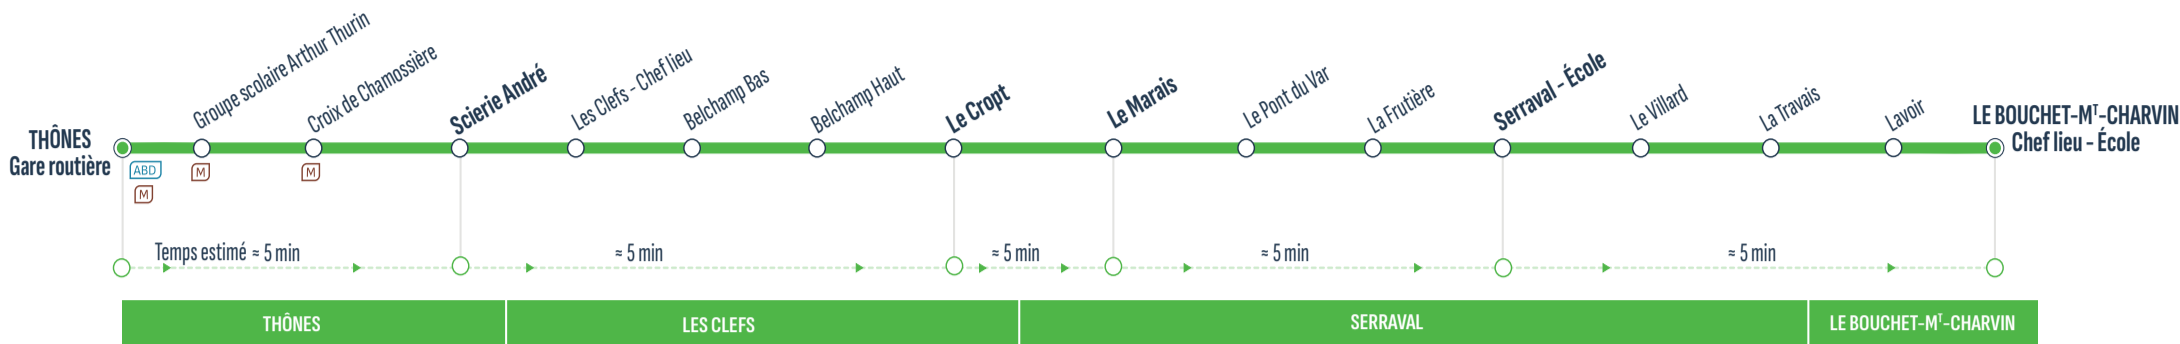 THÔNES
Gare routière
Groupe scolaire Arthur Thurin
Croix de Chamossière
Scierie André
Les Clefs - Chef lieu
Belchamp Bas
Belchamp Haut
Le Cropt
Le Marais
Le Pont du Var
La Frutière
Serraval - École
Le Villard
La Travais
Lavoir
LE BOUCHET-Mᵀ-CHARVIN
Chef lieu - École
ABD
M
M
M
Temps estimé ≈ 5 min
≈ 5 min
≈ 5 min
≈ 5 min
≈ 5 min
THÔNES
LES CLEFS
SERRAVAL
LE BOUCHET-Mᵀ-CHARVIN